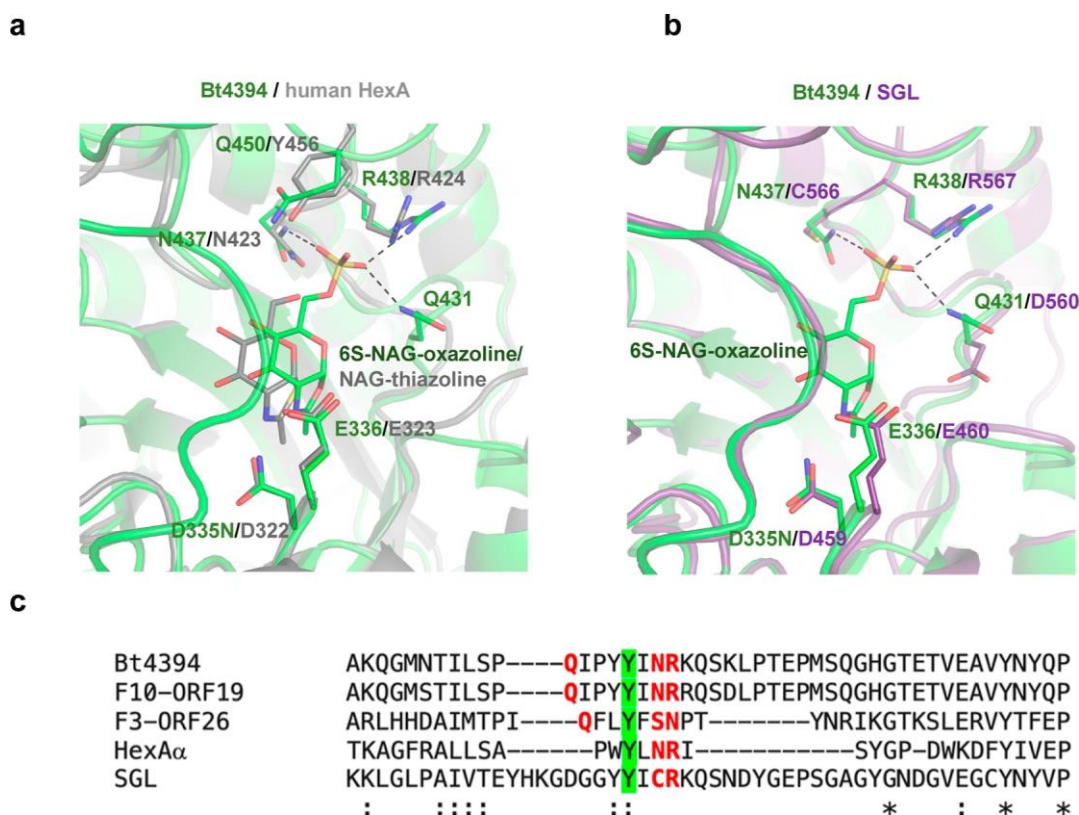 a
b
Bt4394 / human HexA
Bt4394 / SGL
Q450/Y456
R438/R424
N437/N423
Q431
6S-NAG-oxazoline/
NAG-thiazoline
E336/E323
D335N/D322
N437/C566
R438/R567
Q431/D560
6S-NAG-oxazoline
E336/E460
D335N/D459
c
Bt4394 AKQGMNTILSP----QIPYYYINRKQSKLPTEPMSQGHGTETVEAVYNYQP
F10-ORF19 AKQGMSTILSP----QIPYYYINRRQSDLPTEPMSQGHGTETVEAVYNYQP
F3-ORF26 ARLHHDAIMTPI----QFLYFSNPT-------YNRIKGTKSLERVYTFEP
HexAα TKAGFRALLSA------PWYLNRI-----------SYGP-DWKDFYIVEP
SGL KKLGLPAIVTEYHKGDGGYYICRKQSNDYGEPSGAGYGNDGVEGCYNYVP
: :::: :: * : * *